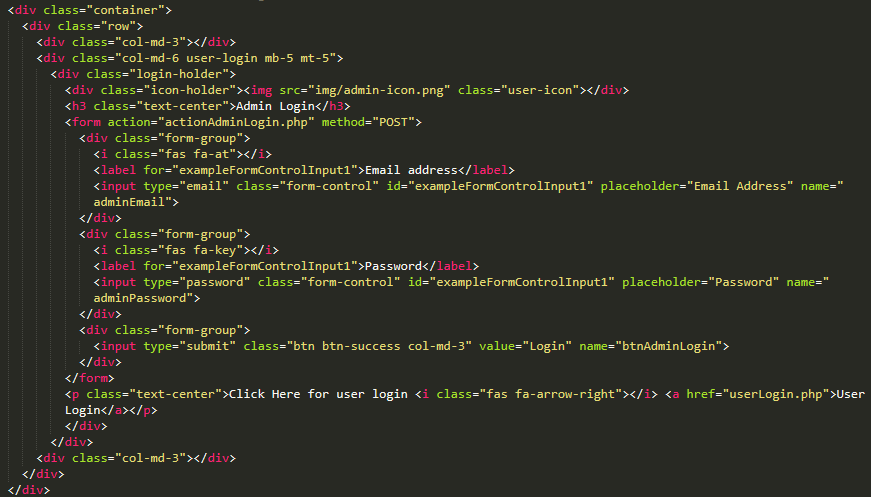 <div class="container">
<div class="row">
<div class="col-md-3"></div>
<div class="col-md-6 user-login mb-5 mt-5">
<div class="login-holder">
<div class="icon-holder"><img src="img/admin-icon.png" class="user-icon"></div>
<h3 class="text-center">Admin Login</h3>
<form action="actionAdminLogin.php" method="POST">
<div class="form-group">
<i class="fas fa-at"></i>
<label for="exampleFormControlInput1">Email address</label>
<input type="email" class="form-control" id="exampleFormControlInput1" placeholder="Email Address" name="
adminEmail">
</div>
<div class="form-group">
<i class="fas fa-key"></i>
<label for="exampleFormControlInput1">Password</label>
<input type="password" class="form-control" id="exampleFormControlInput1" placeholder="Password" name="
adminPassword">
</div>
<div class="form-group">
<input type="submit" class="btn btn-success col-md-3" value="Login" name="btnAdminLogin">
</div>
</form>
<p class="text-center">Click Here for user login <i class="fas fa-arrow-right"></i> <a href="userLogin.php">User
Login</a></p>
</div>
</div>
<div class="col-md-3"></div>
</div>
</div>